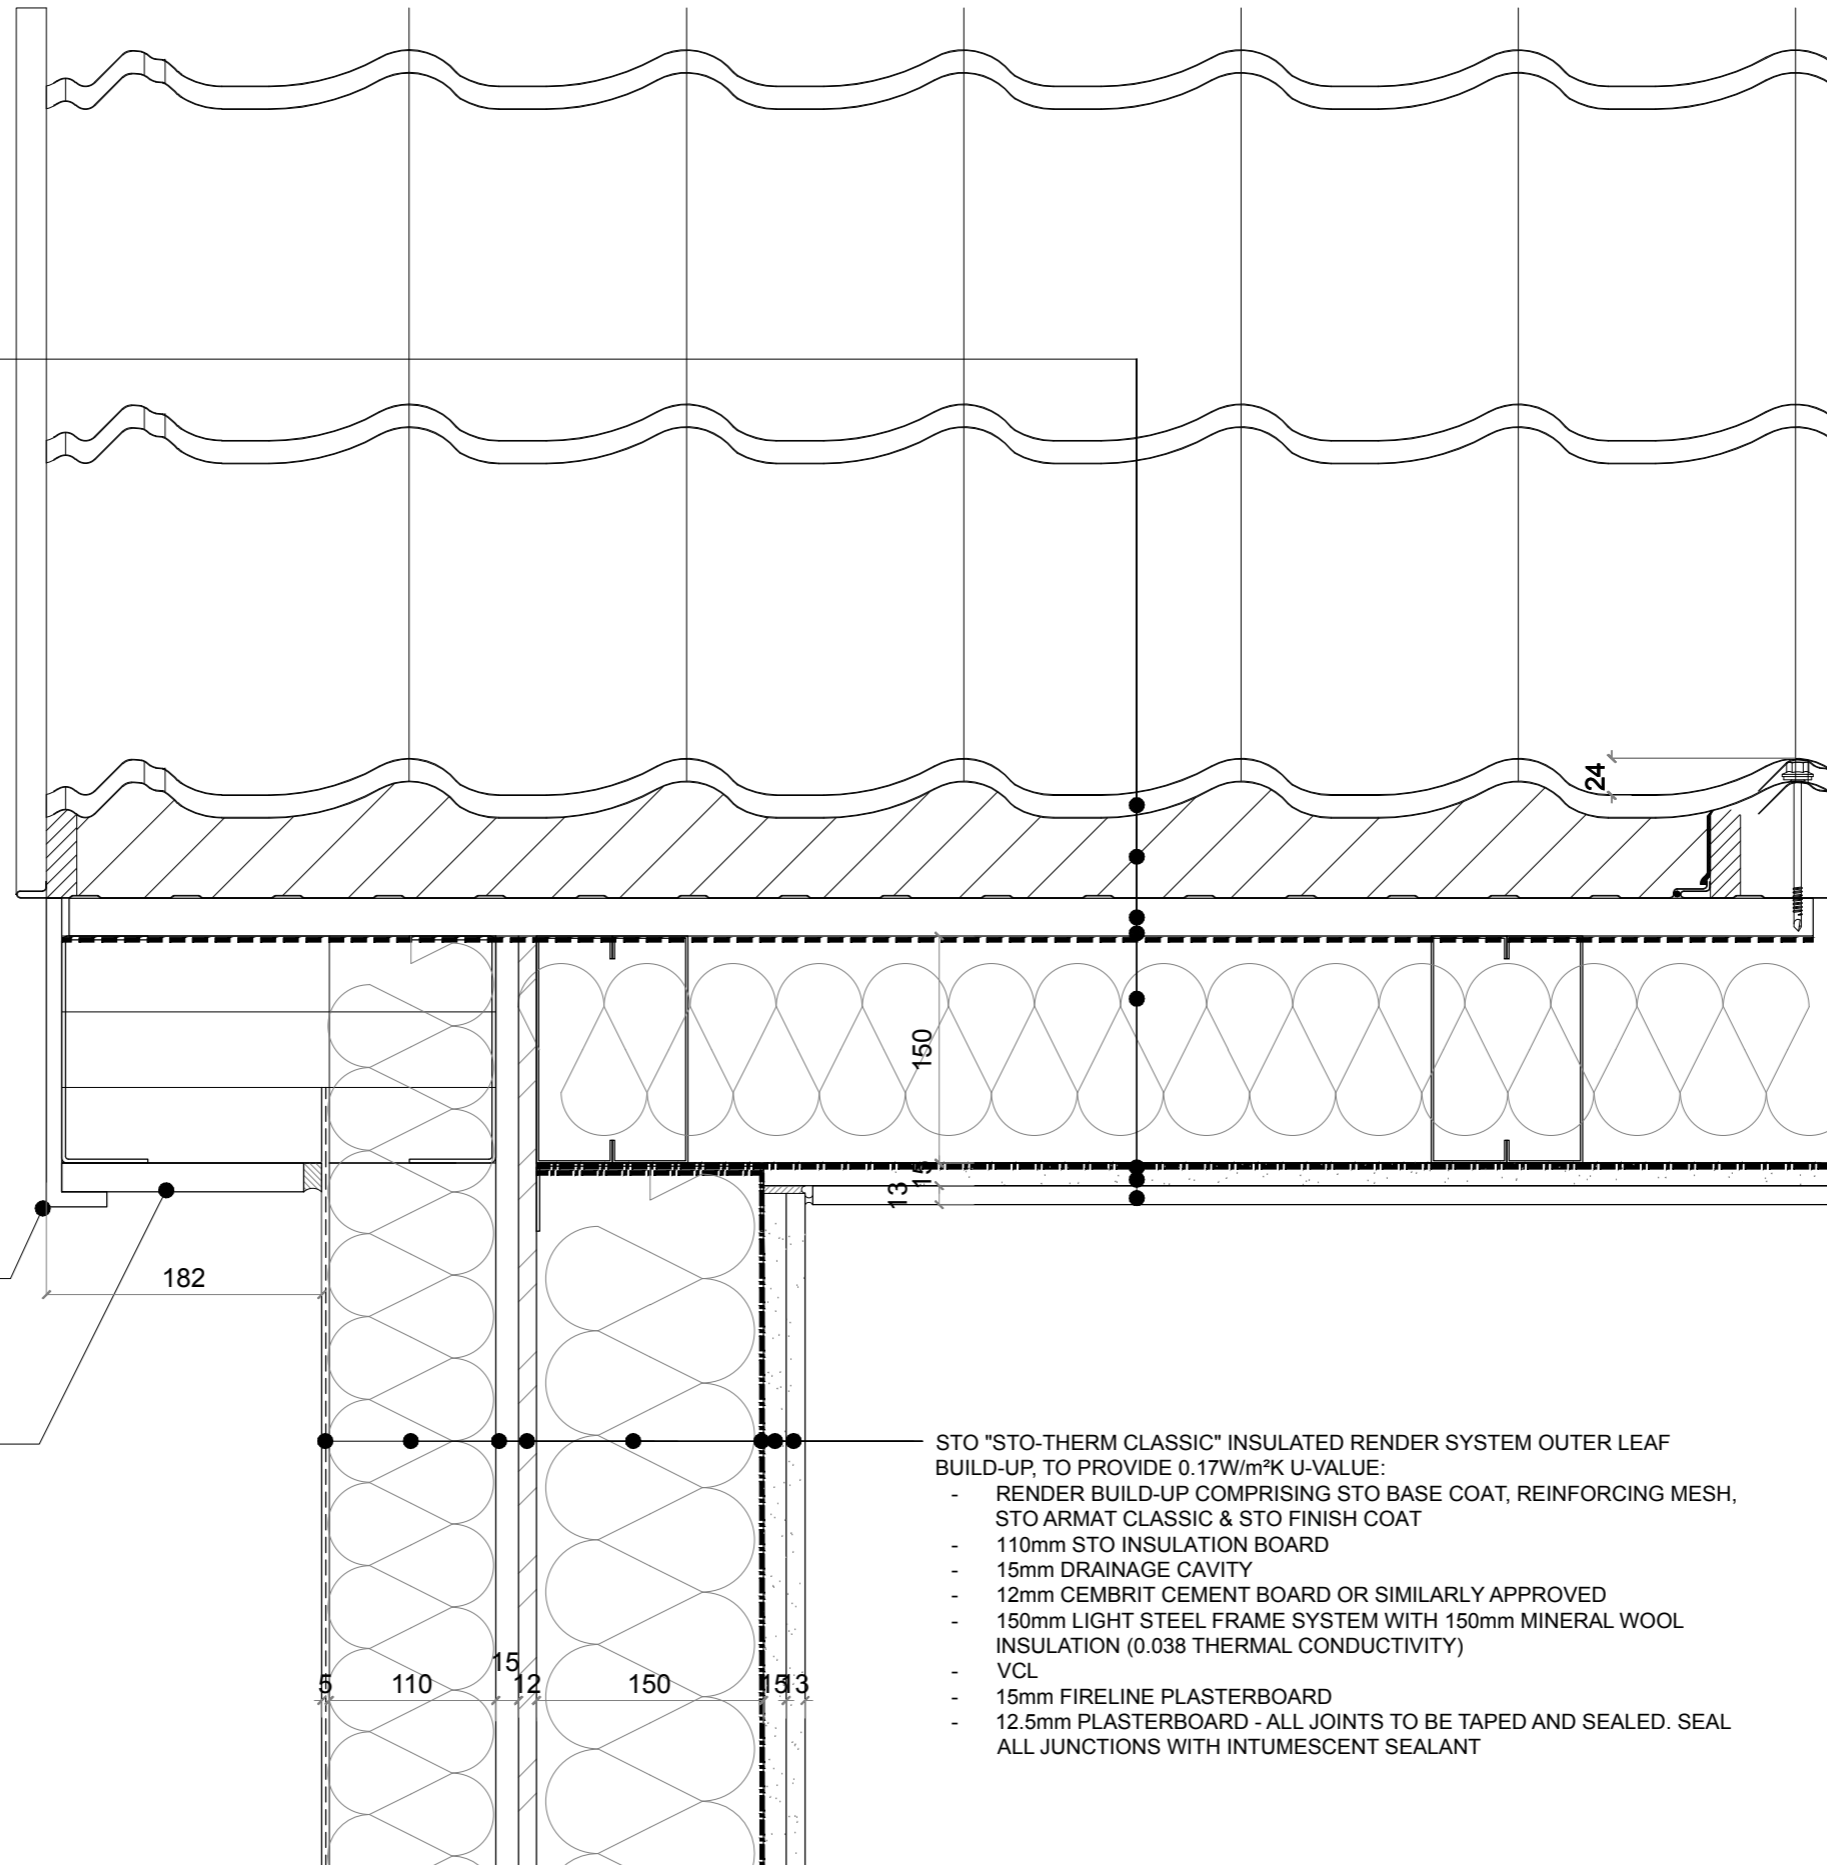 24
150
15
13
182
STO "STO-THERM CLASSIC" INSULATED RENDER SYSTEM OUTER LEAF
BUILD-UP, TO PROVIDE 0.17W/m²K U-VALUE:
- RENDER BUILD-UP COMPRISING STO BASE COAT, REINFORCING MESH,
STO ARMAT CLASSIC & STO FINISH COAT
- 110mm STO INSULATION BOARD
- 15mm DRAINAGE CAVITY
- 12mm CEMBRIT CEMENT BOARD OR SIMILARLY APPROVED
- 150mm LIGHT STEEL FRAME SYSTEM WITH 150mm MINERAL WOOL
INSULATION (0.038 THERMAL CONDUCTIVITY)
- VCL
- 15mm FIRELINE PLASTERBOARD
- 12.5mm PLASTERBOARD - ALL JOINTS TO BE TAPED AND SEALED. SEAL
ALL JUNCTIONS WITH INTUMESCENT SEALANT
5 110 15 12 150 15 13